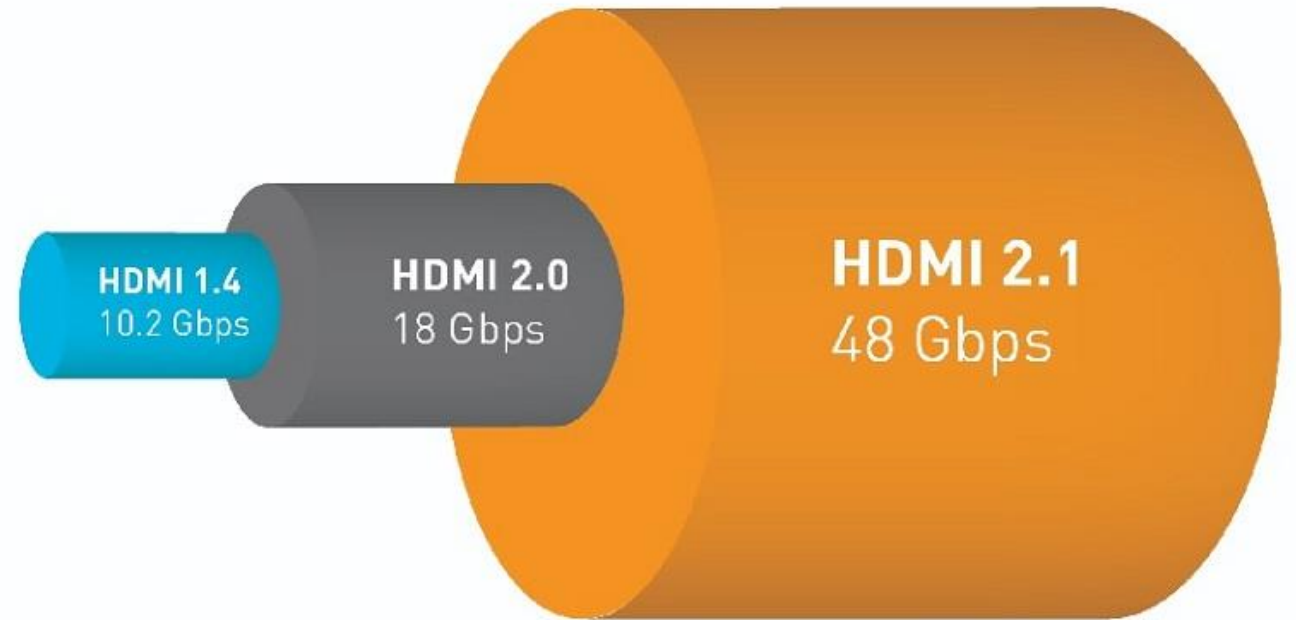 HDMI 1.4
10.2 Gbps
HDMI 2.0
18 Gbps
HDMI 2.1
48 Gbps